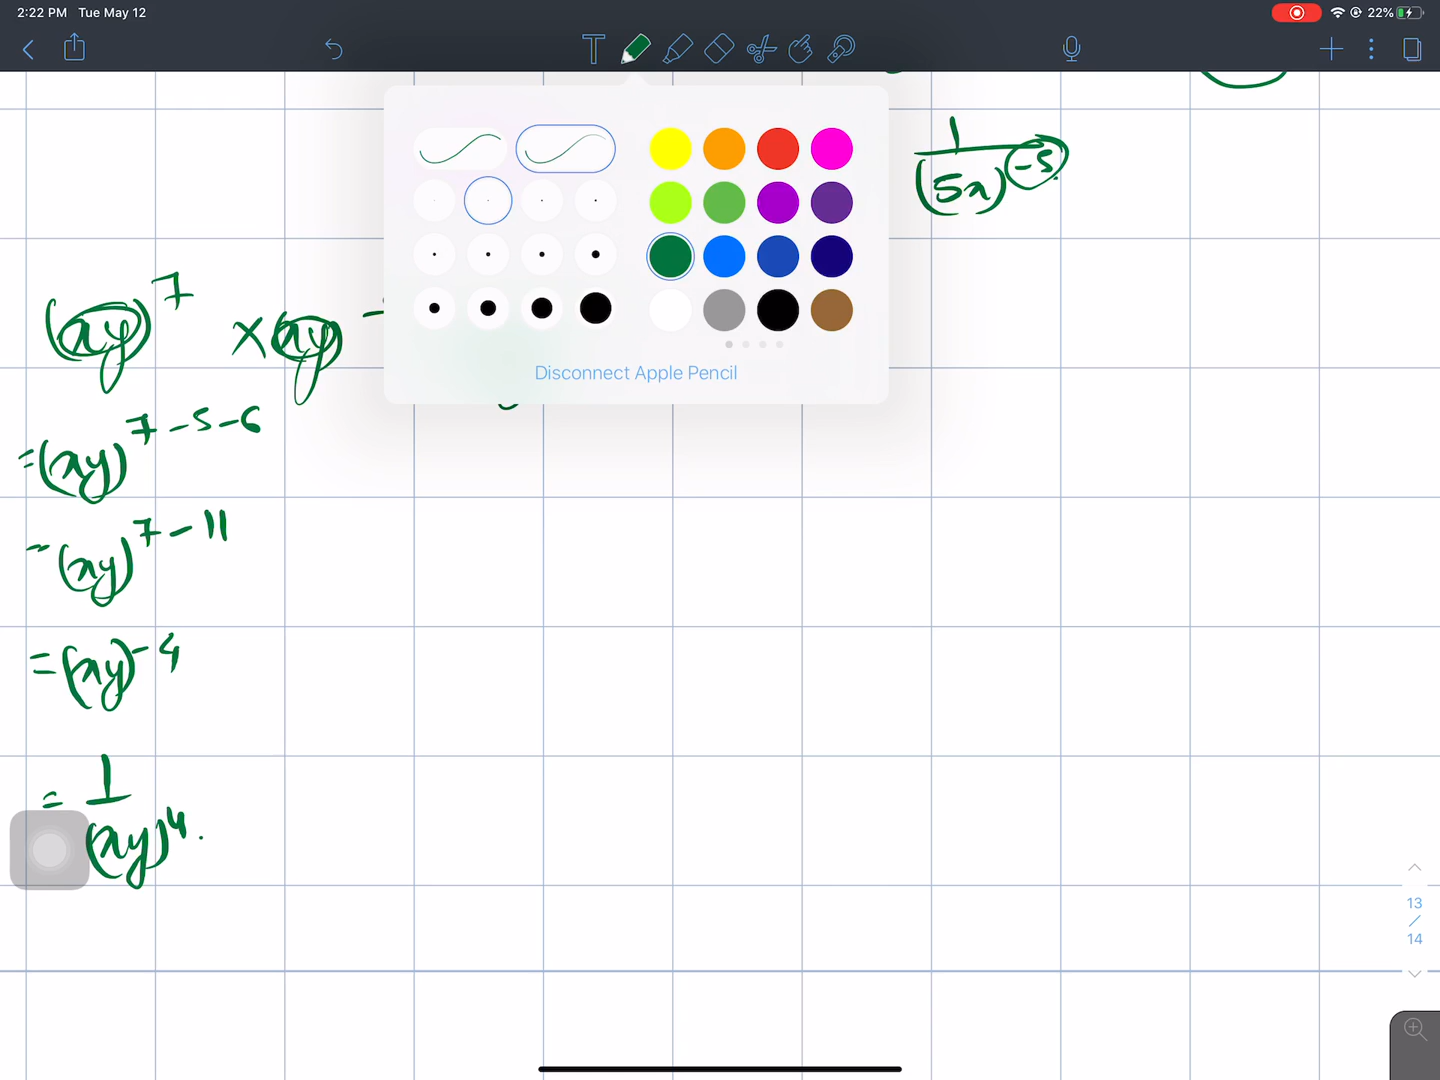 2:22 PM Tue May 12
22%
T
1
(5x)^-5
(xy)^7 × (xy)^-
= (xy)^7-5-6
= (xy)^7-11
= (xy)^-4
= 1
(xy)^4.
Disconnect Apple Pencil
13
/
14